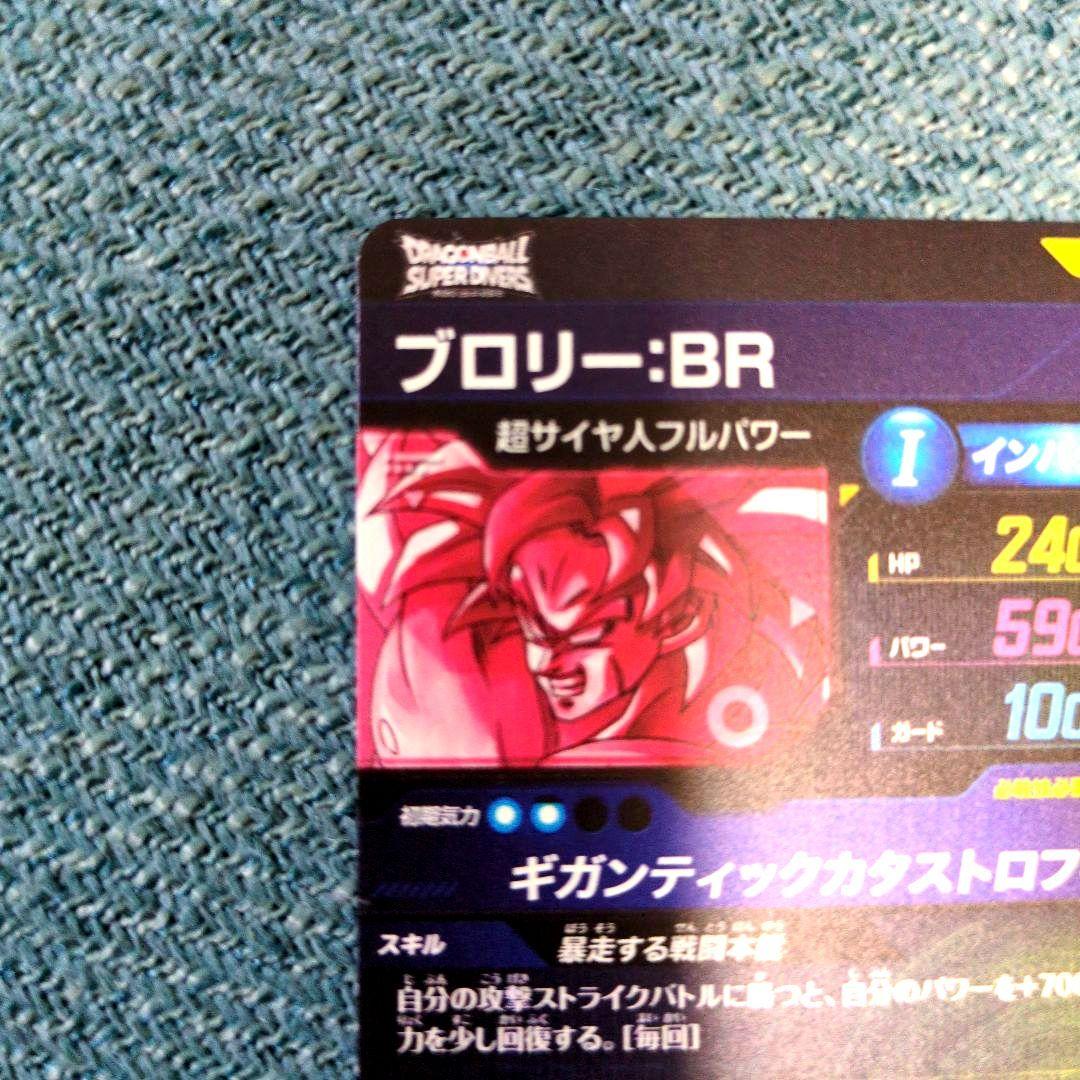 DRAGONBALL
SUPER DIVERS
ブロリー:BR
超サイヤ人フルパワー
I インパ
HP 240
パワー 590
ガード 100
初期気力
ギガンティックカタストロフ
スキル 暴走する戦闘本能
自分の攻撃ストライクバトルに勝つと、自分のパワーを+700
力を少し回復する。[毎回]